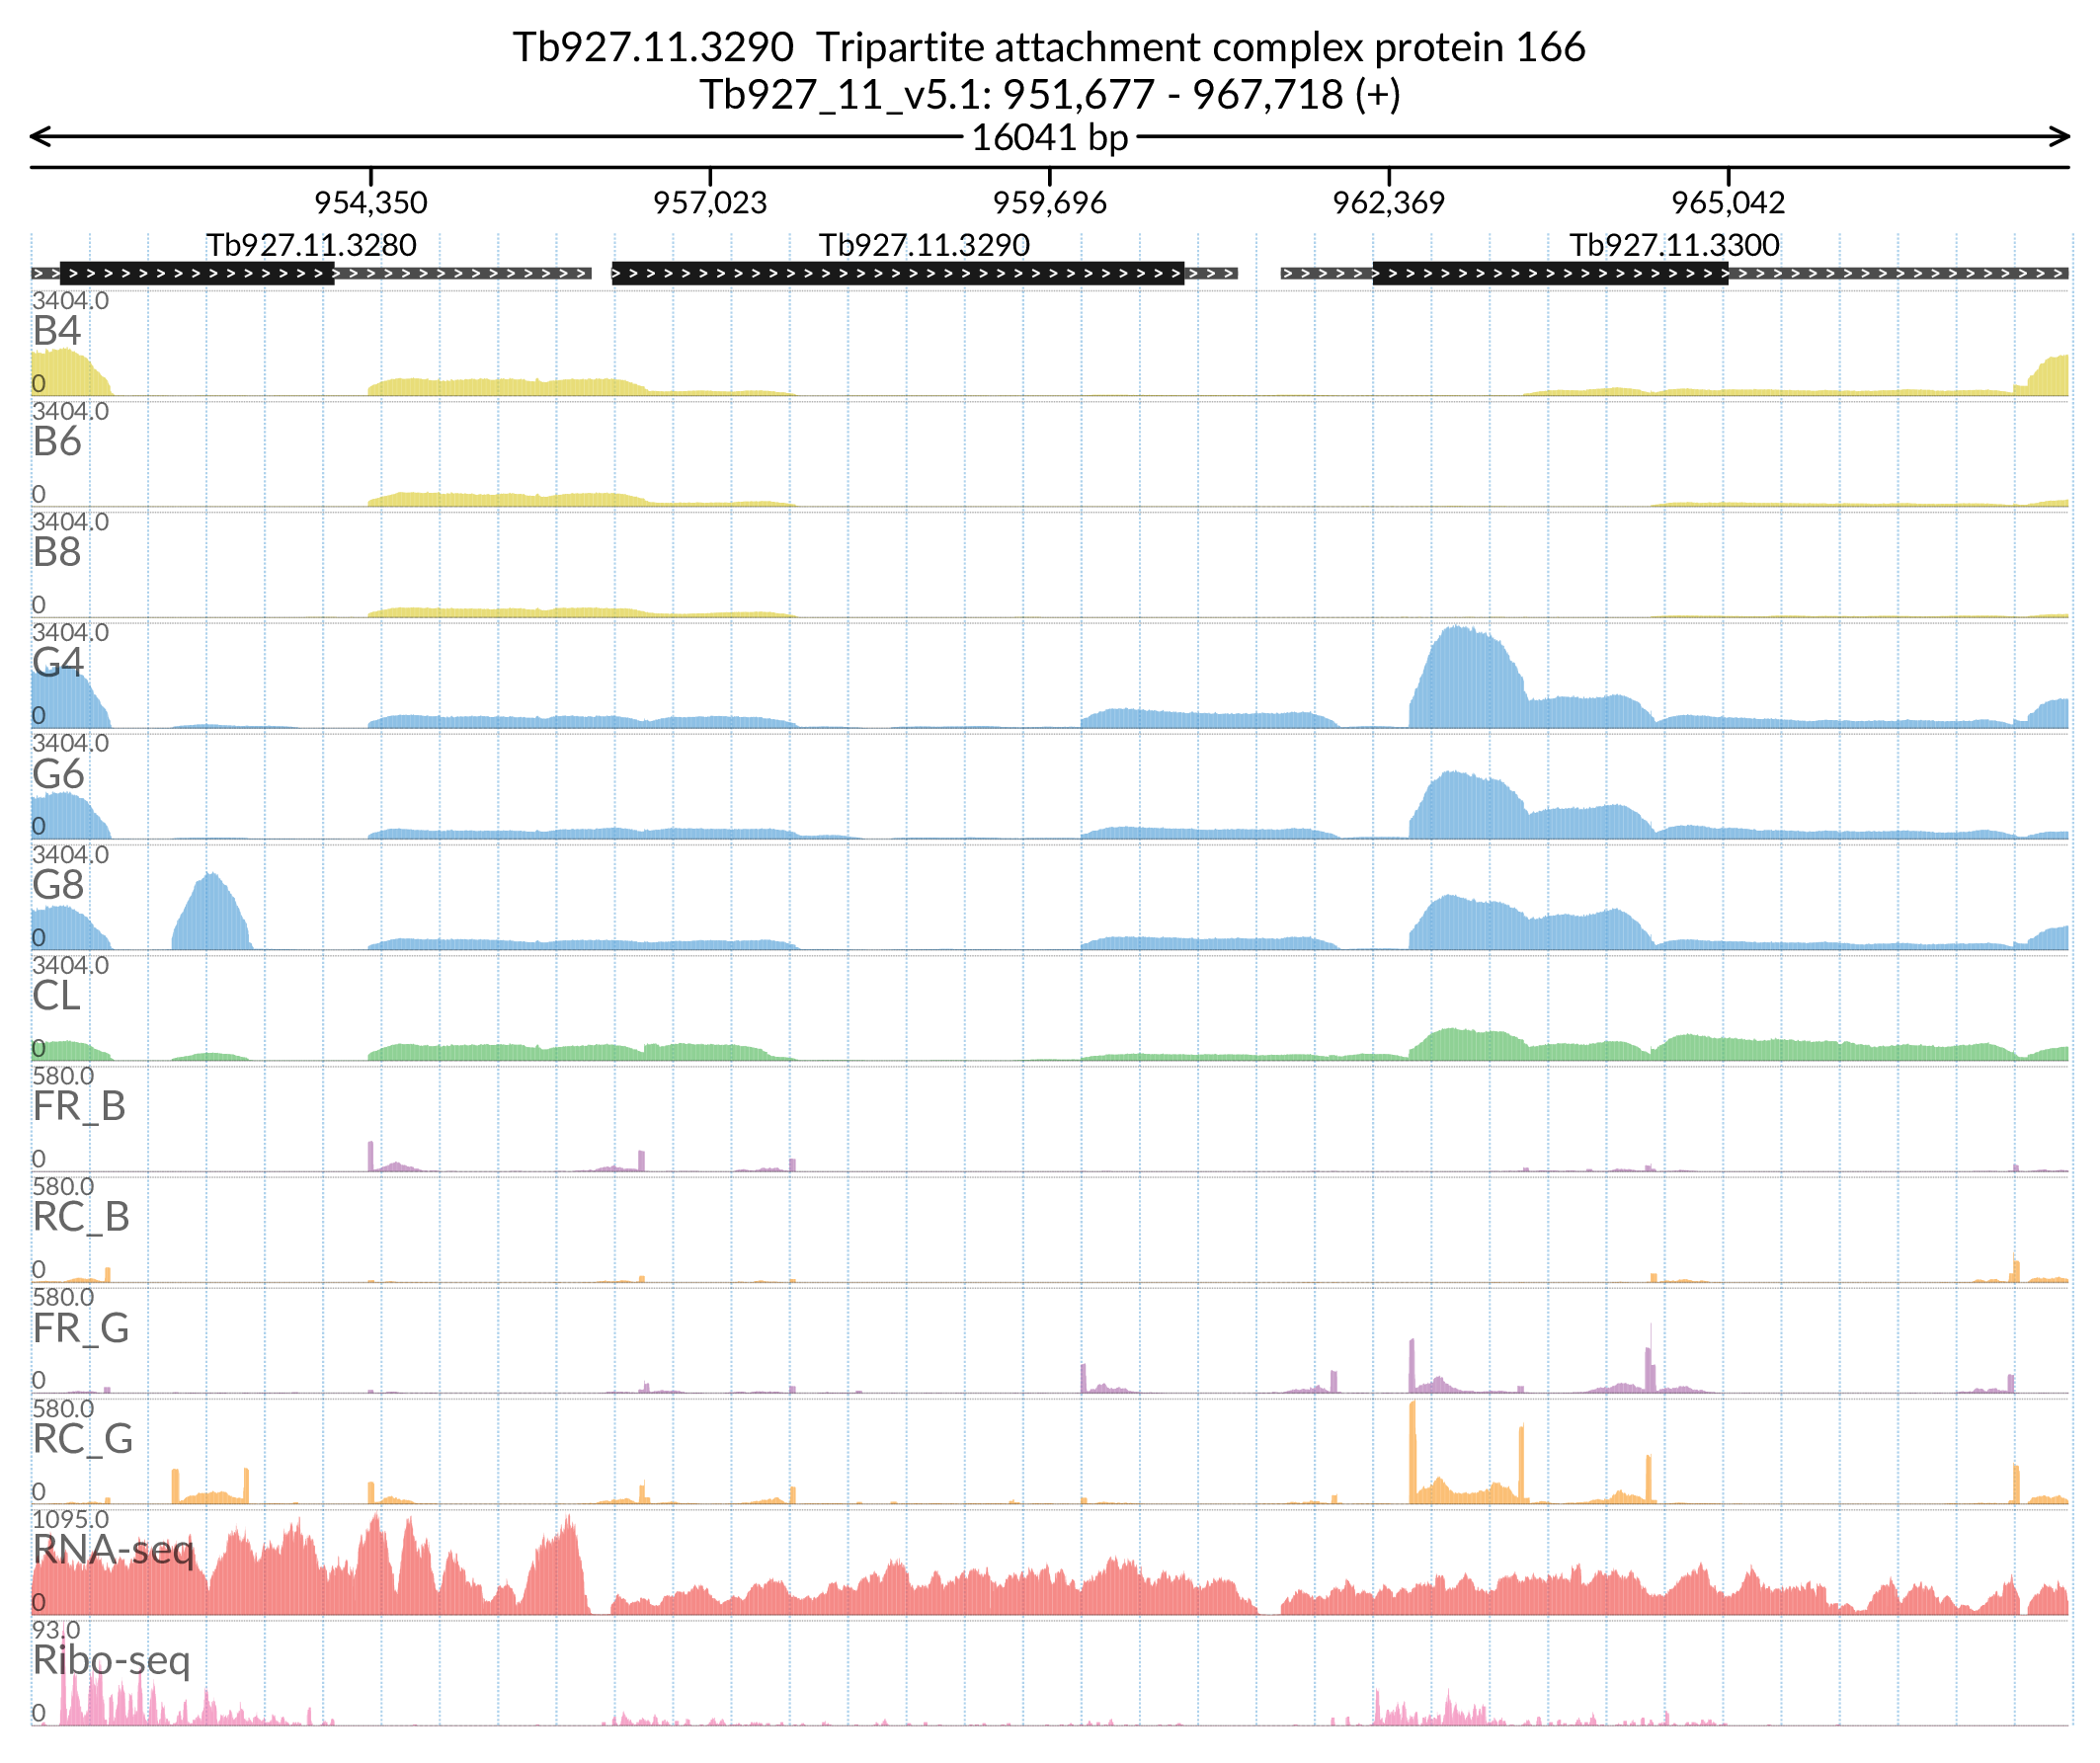 Tb927.11.3290  Tripartite attachment complex protein 166
Tb927_11_v5.1: 951,677 - 967,718 (+)
16041 bp
954,350 957,023 959,696 962,369 965,042
Tb927.11.3280 Tb927.11.3290 Tb927.11.3300
3404.0
B4
0
3404.0
B6
0
3404.0
B8
0
3404.0
G4
0
3404.0
G6
0
3404.0
G8
0
3404.0
CL
0
580.0
FR_B
0
580.0
RC_B
0
580.0
FR_G
0
580.0
RC_G
0
1095.0
RNA-seq
0
93.0
Ribo-seq
0